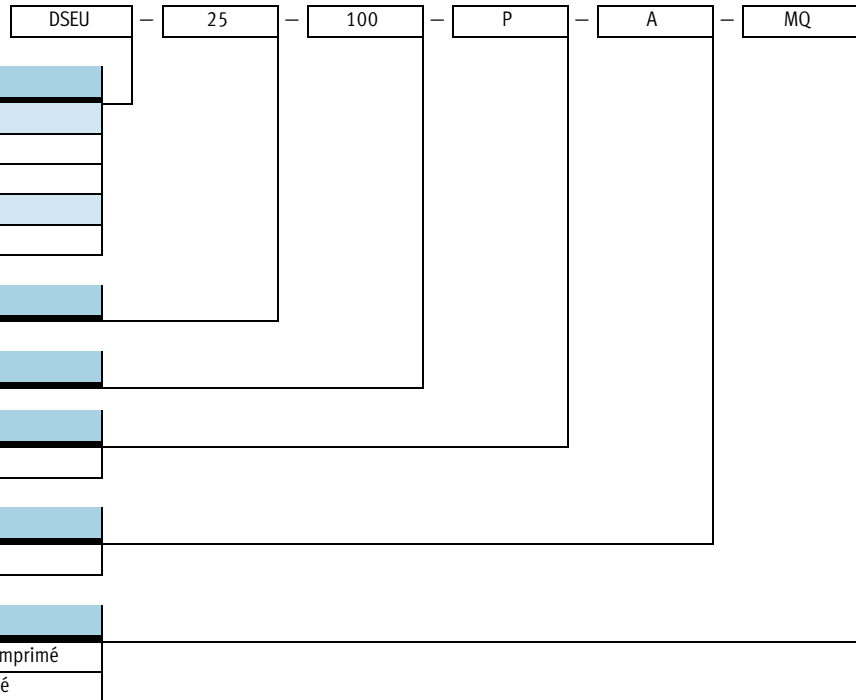 DSEU – 25 – 100 – P – A – MQ
mprimé
é